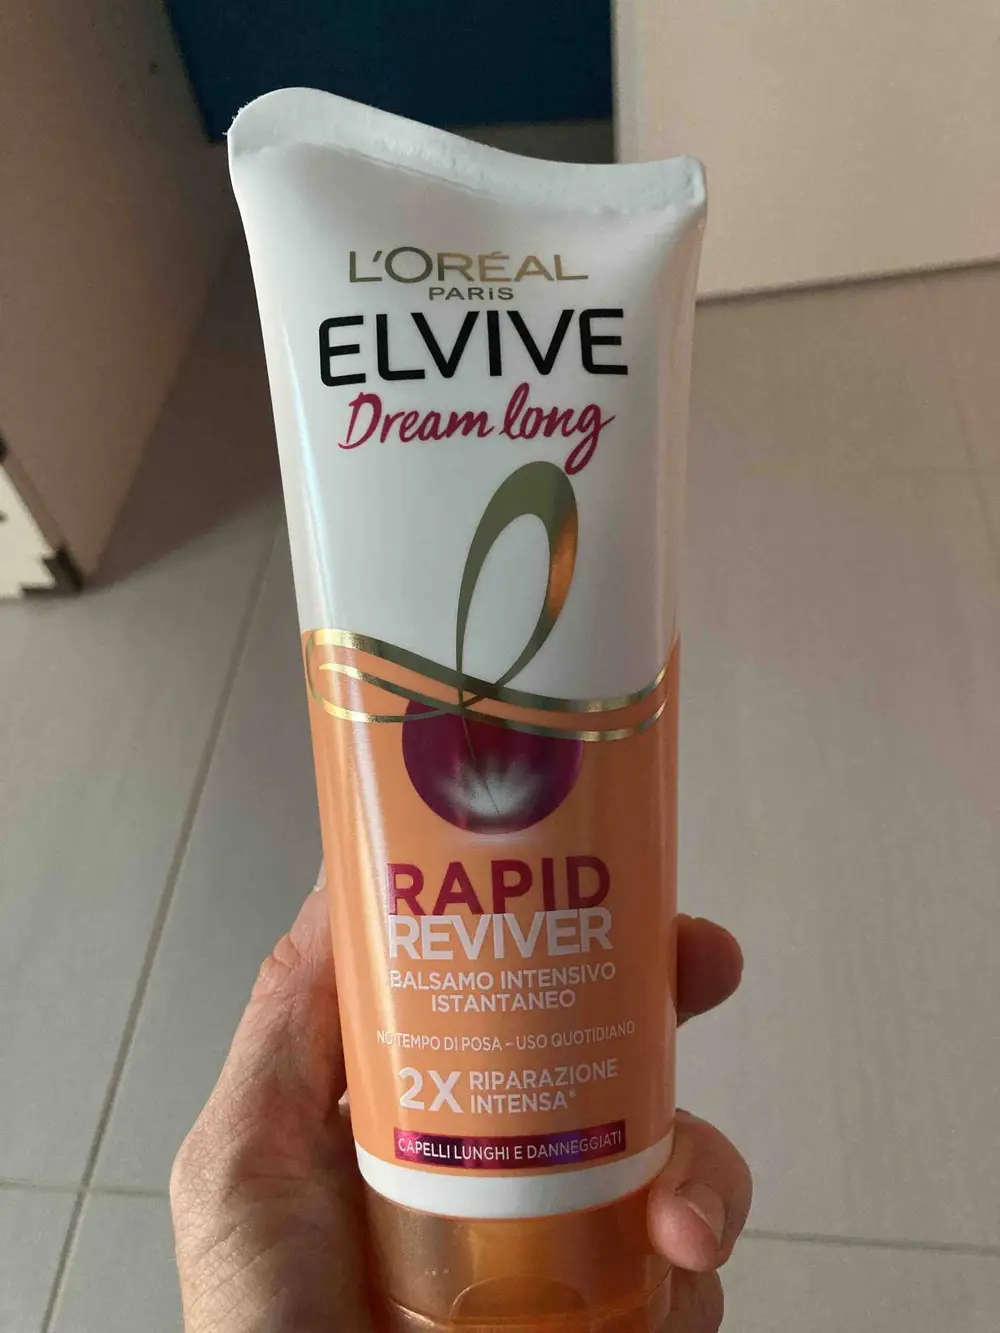 L'ORÉAL
PARiS
ELVIVE
Dream long
RAPID
REVIVER
BALSAMO INTENSIVO
ISTANTANEO
NO TEMPO DI POSA – USO QUOTIDIANO
2X RIPARAZIONE
INTENSA*
CAPELLI LUNGHI E DANNEGGIATI